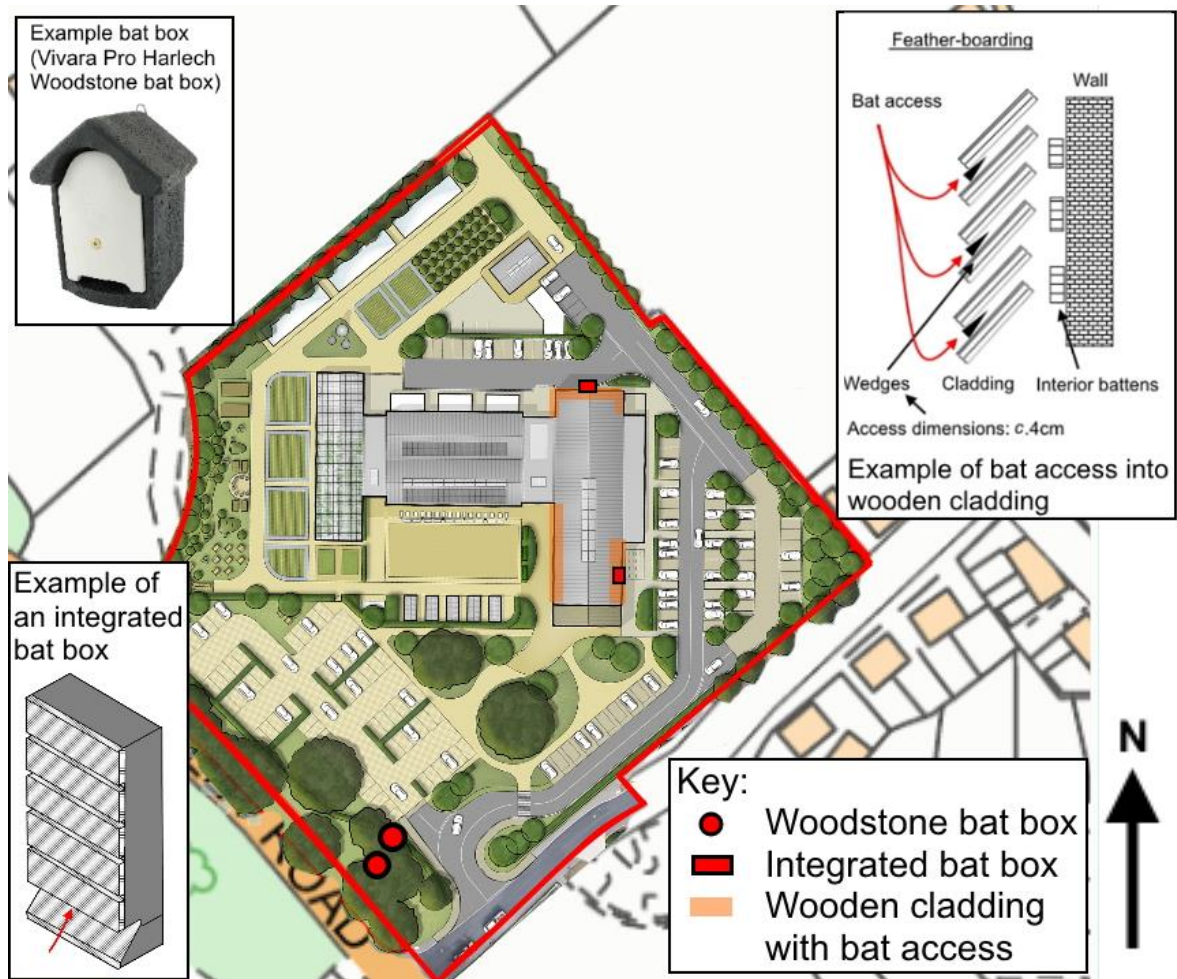 Example bat box
(Vivara Pro Harlech
Woodstone bat box)
Feather-boarding
Wall
Bat access
Wedges
Cladding
Interior battens
Access dimensions: c.4cm
Example of bat access into
wooden cladding
Example of
an integrated
bat box
ROAD
N
Key:
Woodstone bat box
Integrated bat box
Wooden cladding
with bat access